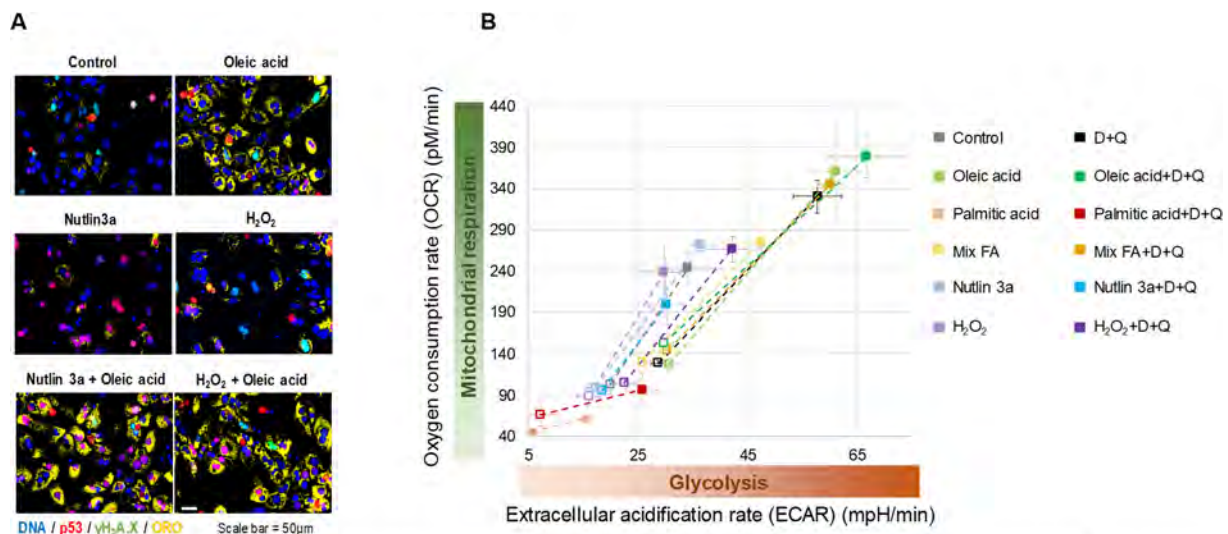 A
Control
Oleic acid
Nutlin3a
H₂O₂
Nutlin 3a + Oleic acid
H₂O₂ + Oleic acid
DNA / p53 / γH₂A.X / ORO
Scale bar = 50µm
B
Oxygen consumption rate (OCR) (pM/min)
Mitochondrial respiration
440
390
340
290
240
190
140
90
40
5
25
45
65
Glycolysis
Extracellular acidification rate (ECAR) (mpH/min)
Control
D+Q
Oleic acid
Oleic acid+D+Q
Palmitic acid
Palmitic acid+D+Q
Mix FA
Mix FA+D+Q
Nutlin 3a
Nutlin 3a+D+Q
H₂O₂
H₂O₂+D+Q